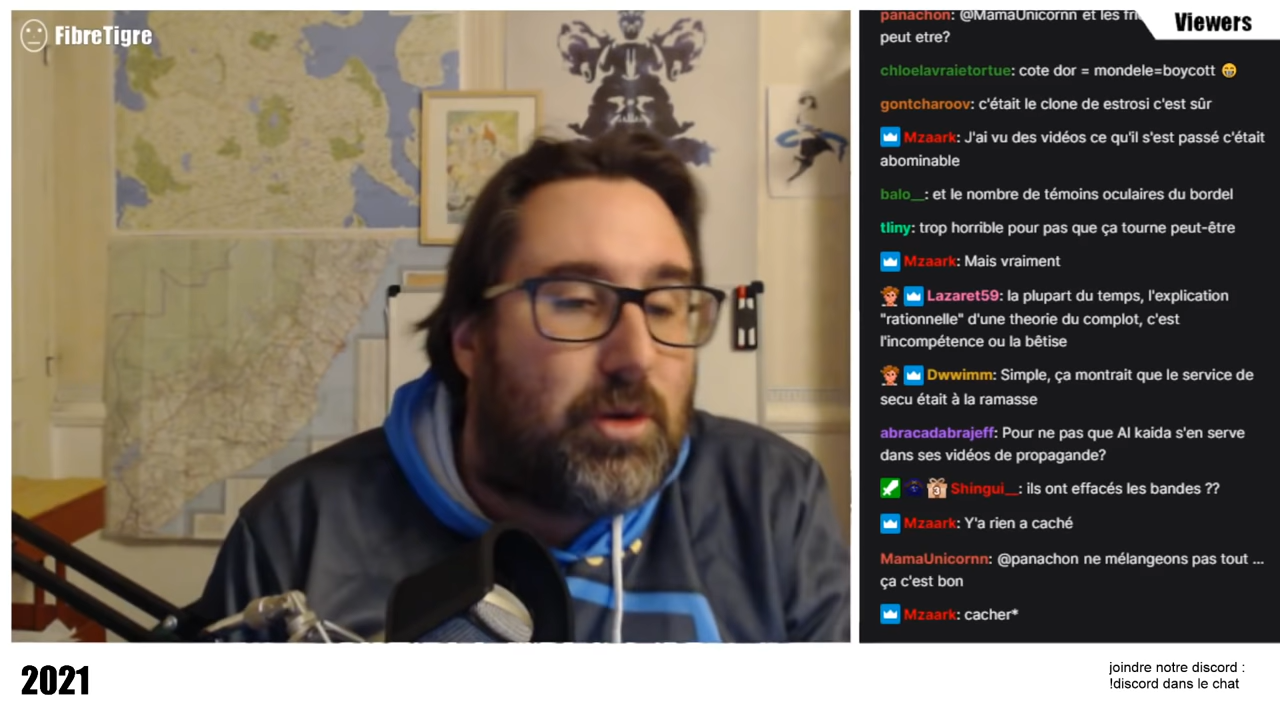 FibreTigre
Viewers
panachon: @MamaUnicornn et les
peut etre?
chloelavraietortue: cote dor = mondele=boycott 😁
gontcharoov: c'était le clone de estrosi c'est sûr
Mzaark: J'ai vu des vidéos ce qu'il s'est passé c'était
abominable
balo__: et le nombre de témoins oculaires du bordel
tliny: trop horrible pour pas que ça tourne peut-être
Mzaark: Mais vraiment
Lazaret59: la plupart du temps, l'explication
"rationnelle" d'une theorie du complot, c'est
l'incompétence ou la bêtise
Dwwimm: Simple, ça montrait que le service de
secu était à la ramasse
abracadabrajeff: Pour ne pas que Al kaida s'en serve
dans ses vidéos de propagande?
3 Shingui__: ils ont effacés les bandes ??
Mzaark: Y'a rien a caché
MamaUnicornn: @panachon ne mélangeons pas tout ...
ça c'est bon
Mzaark: cacher*
2021
joindre notre discord :
!discord dans le chat